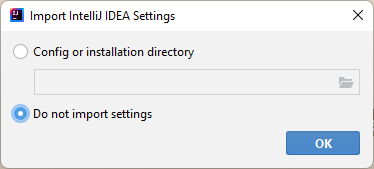 Import IntelliJ IDEA Settings
Config or installation directory
Do not import settings
OK